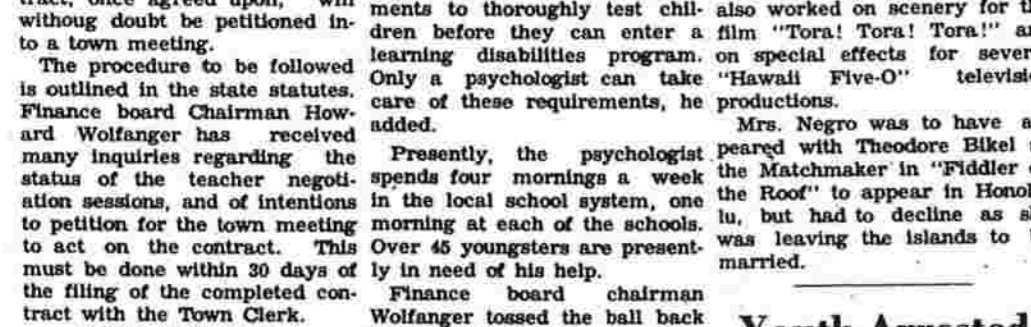 tract, once agreed upon, will
withoug doubt be petitioned in-
to a town meeting.
The procedure to be followed
is outlined in the state statutes.
Finance board Chairman How-
ard Wolfanger has received
many inquiries regarding the
status of the teacher negoti-
ation sessions, and of intentions
to petition for the town meeting
to act on the contract. This
must be done within 30 days of
the filing of the completed con-
tract with the Town Clerk.
ments to thoroughly test chil-
dren before they can enter a
learning disabilities program.
Only a psychologist can take
care of these requirements, he
added.
Presently, the psychologist
spends four mornings a week
in the local school system, one
morning at each of the schools.
Over 45 youngsters are present-
ly in need of his help.
Finance board chairman
Wolfanger tossed the ball back
also worked on scenery for
film "Tora! Tora! Tora!"
on special effects for
"Hawaii Five-O"
productions.
Mrs. Negro was to have
peared with Theodore Bikel
the Matchmaker in "Fiddler
the Roof" to appear in
lu, but had to decline as
was leaving the islands to
married.
Youth Arrested